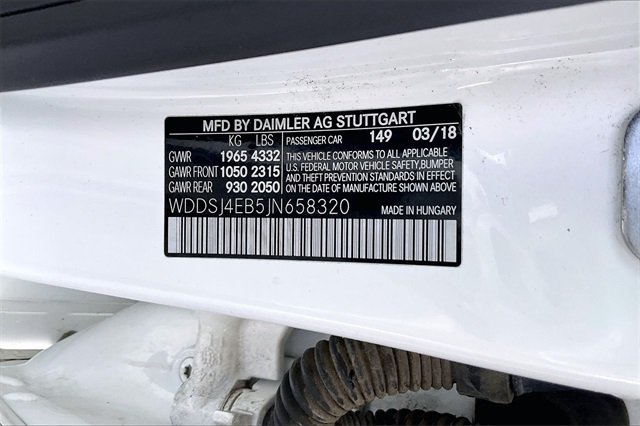 MFD BY DAIMLER AG STUTTGART
KG LBS PASSENGER CAR 149 03/18
GVWR 1965 4332 THIS VEHICLE CONFORMS TO ALL APPLICABLE
GAWR FRONT 1050 2315 U.S. FEDERAL MOTOR VEHICLE SAFETY, BUMPER
GAWR REAR 930 2050 AND THEFT PREVENTION STANDARDS IN EFFECT
ON THE DATE OF MANUFACTURE SHOWN ABOVE.
WDDSJ4EB5JN658320 MADE IN HUNGARY